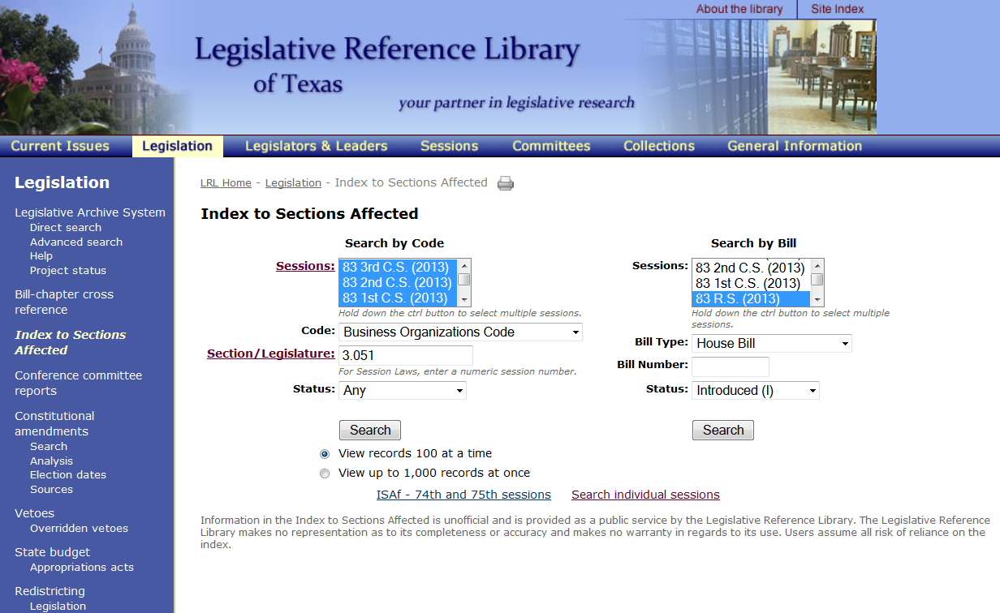 About the library
Site Index
Legislative Reference Library
of Texas
your partner in legislative research
Current Issues
Legislation
Legislators & Leaders
Sessions
Committees
Collections
General Information
Legislation
Legislative Archive System
Direct search
Advanced search
Help
Project status
Bill-chapter cross
reference
Index to Sections
Affected
Conference committee
reports
Constitutional
amendments
Search
Analysis
Election dates
Sources
Vetoes
Overridden vetoes
State budget
Appropriations acts
Redistricting
Legislation
LRL Home - Legislation - Index to Sections Affected
Index to Sections Affected
Search by Code
Sessions:
83 3rd C.S. (2013)
83 2nd C.S. (2013)
83 1st C.S. (2013)
Hold down the ctrl button to select multiple sessions.
Code: Business Organizations Code
Section/Legislature: 3.051
For Session Laws, enter a numeric session number.
Status: Any
Search
View records 100 at a time
View up to 1,000 records at once
Search by Bill
Sessions:
83 2nd C.S. (2013)
83 1st C.S. (2013)
83 R.S. (2013)
Hold down the ctrl button to select multiple
sessions.
Bill Type: House Bill
Bill Number:
Status: Introduced (I)
Search
ISAf - 74th and 75th sessions
Search individual sessions
Information in the Index to Sections Affected is unofficial and is provided as a public service by the Legislative Reference Library. The Legislative Reference
Library makes no representation as to its completeness or accuracy and makes no warranty in regards to its use. Users assume all risk of reliance on the
index.